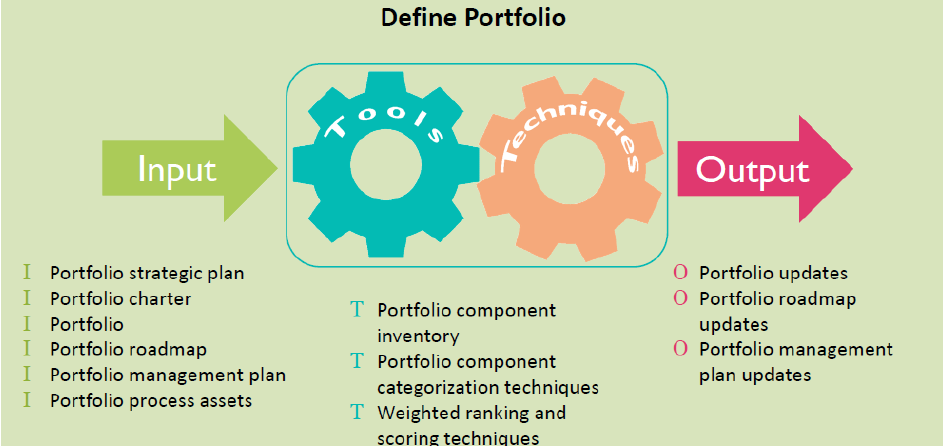 Define Portfolio
Input
Tools
Techniques
Output
I Portfolio strategic plan
I Portfolio charter
I Portfolio
I Portfolio roadmap
I Portfolio management plan
I Portfolio process assets
T Portfolio component
inventory
T Portfolio component
categorization techniques
T Weighted ranking and
scoring techniques
O Portfolio updates
O Portfolio roadmap
updates
O Portfolio management
plan updates